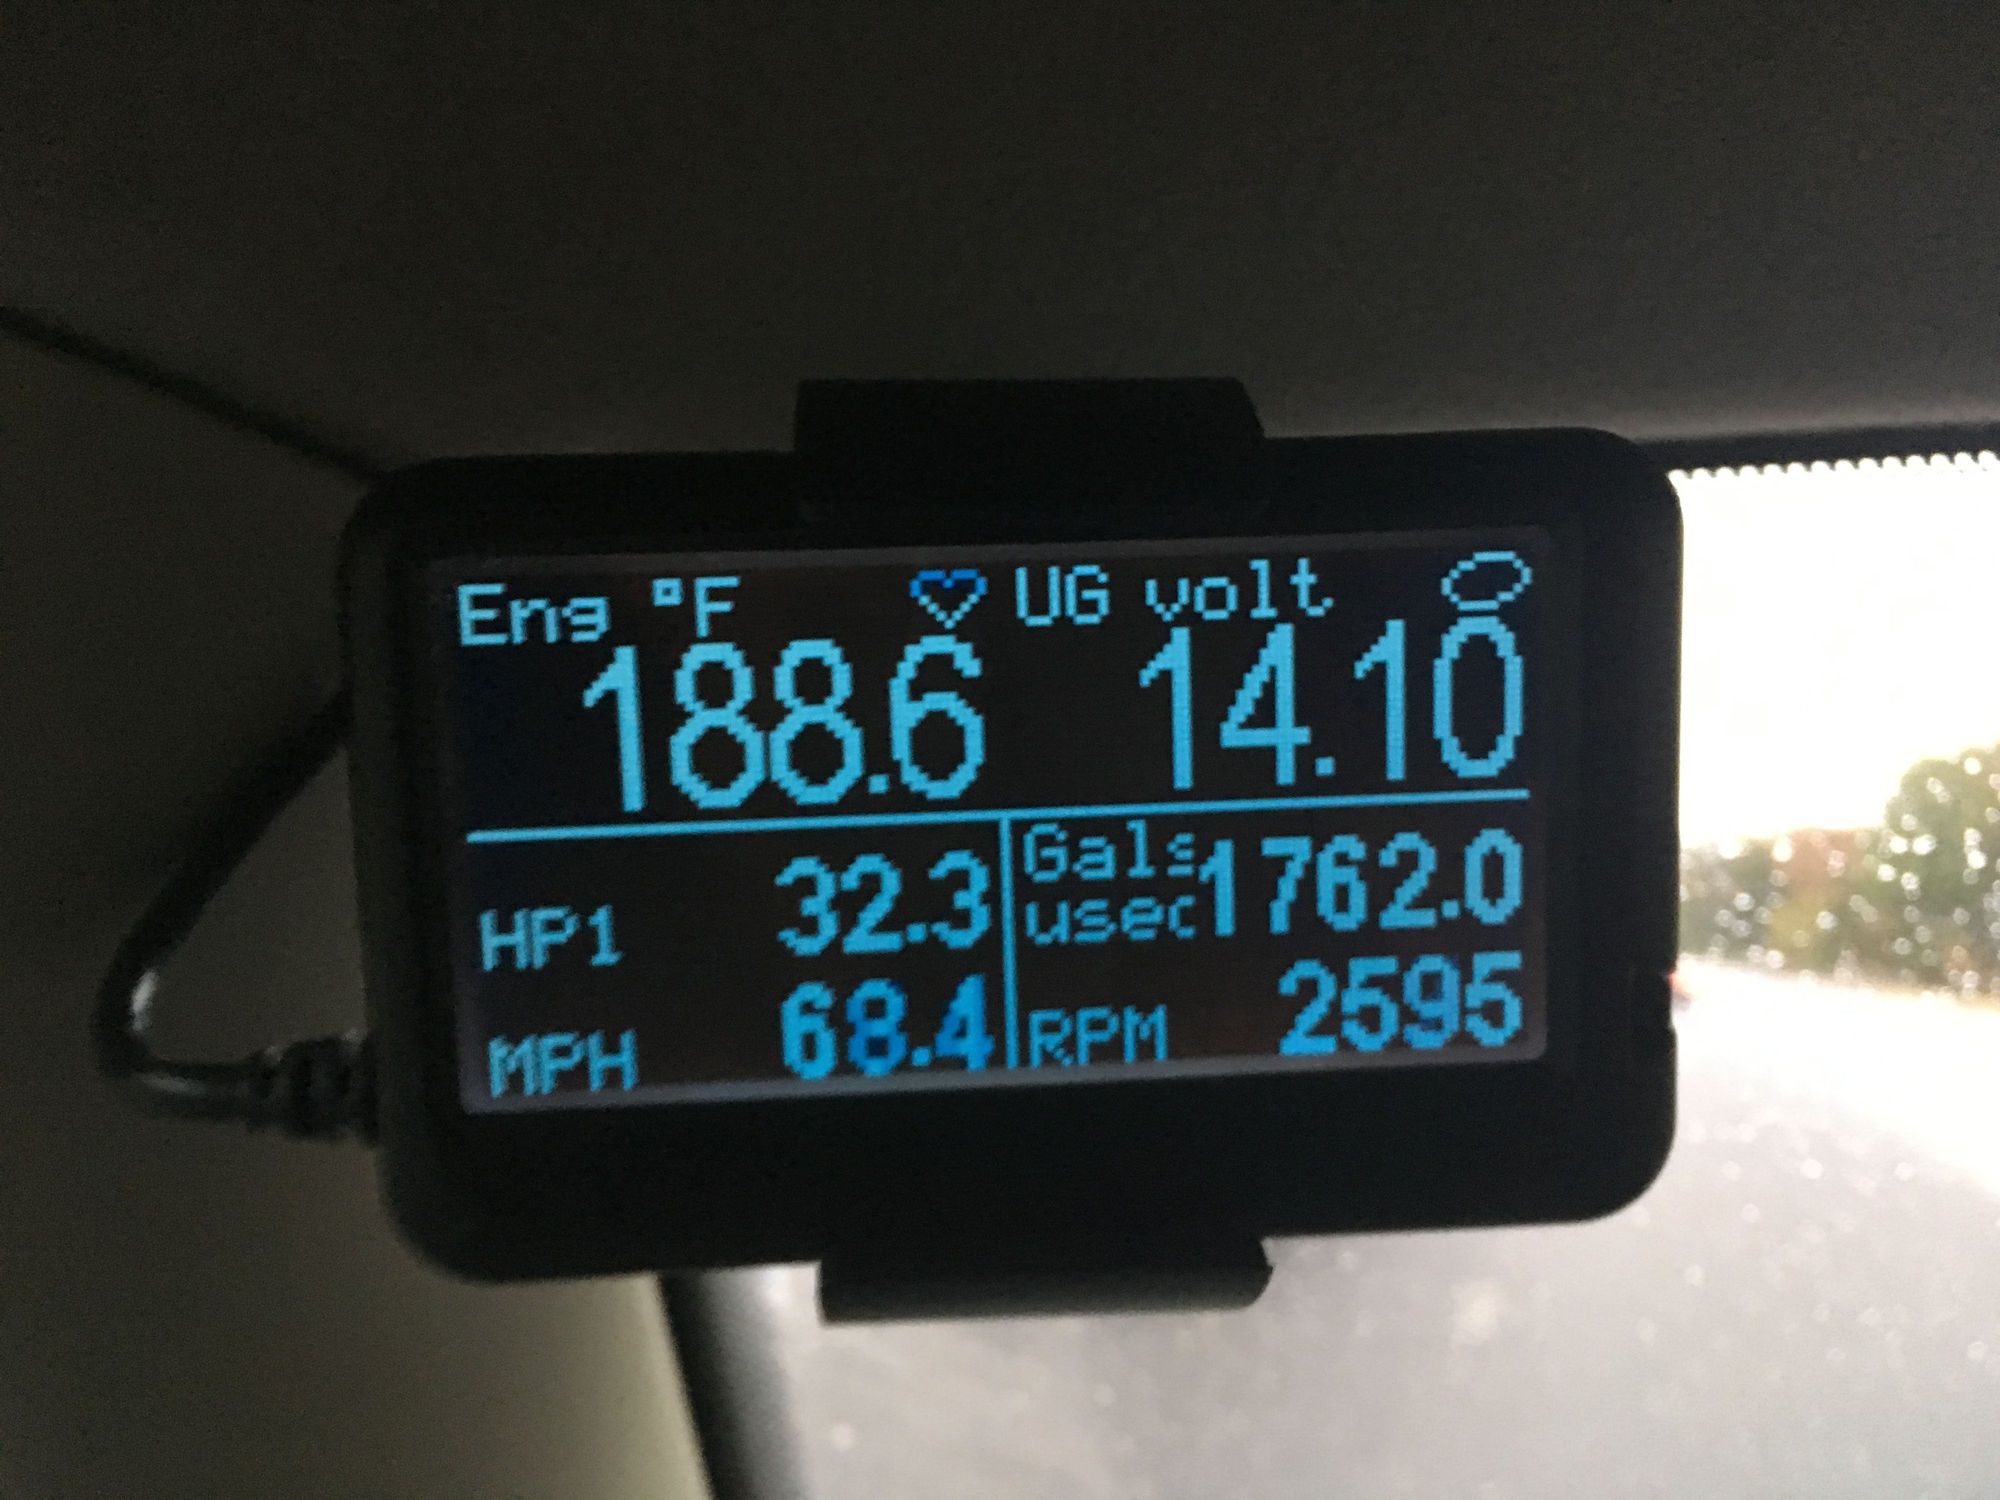 Eng °F ♡ UG volt
188.6 14.10
HP1 32.3
MPH 68.4
Gals used 1762.0
RPM 2595